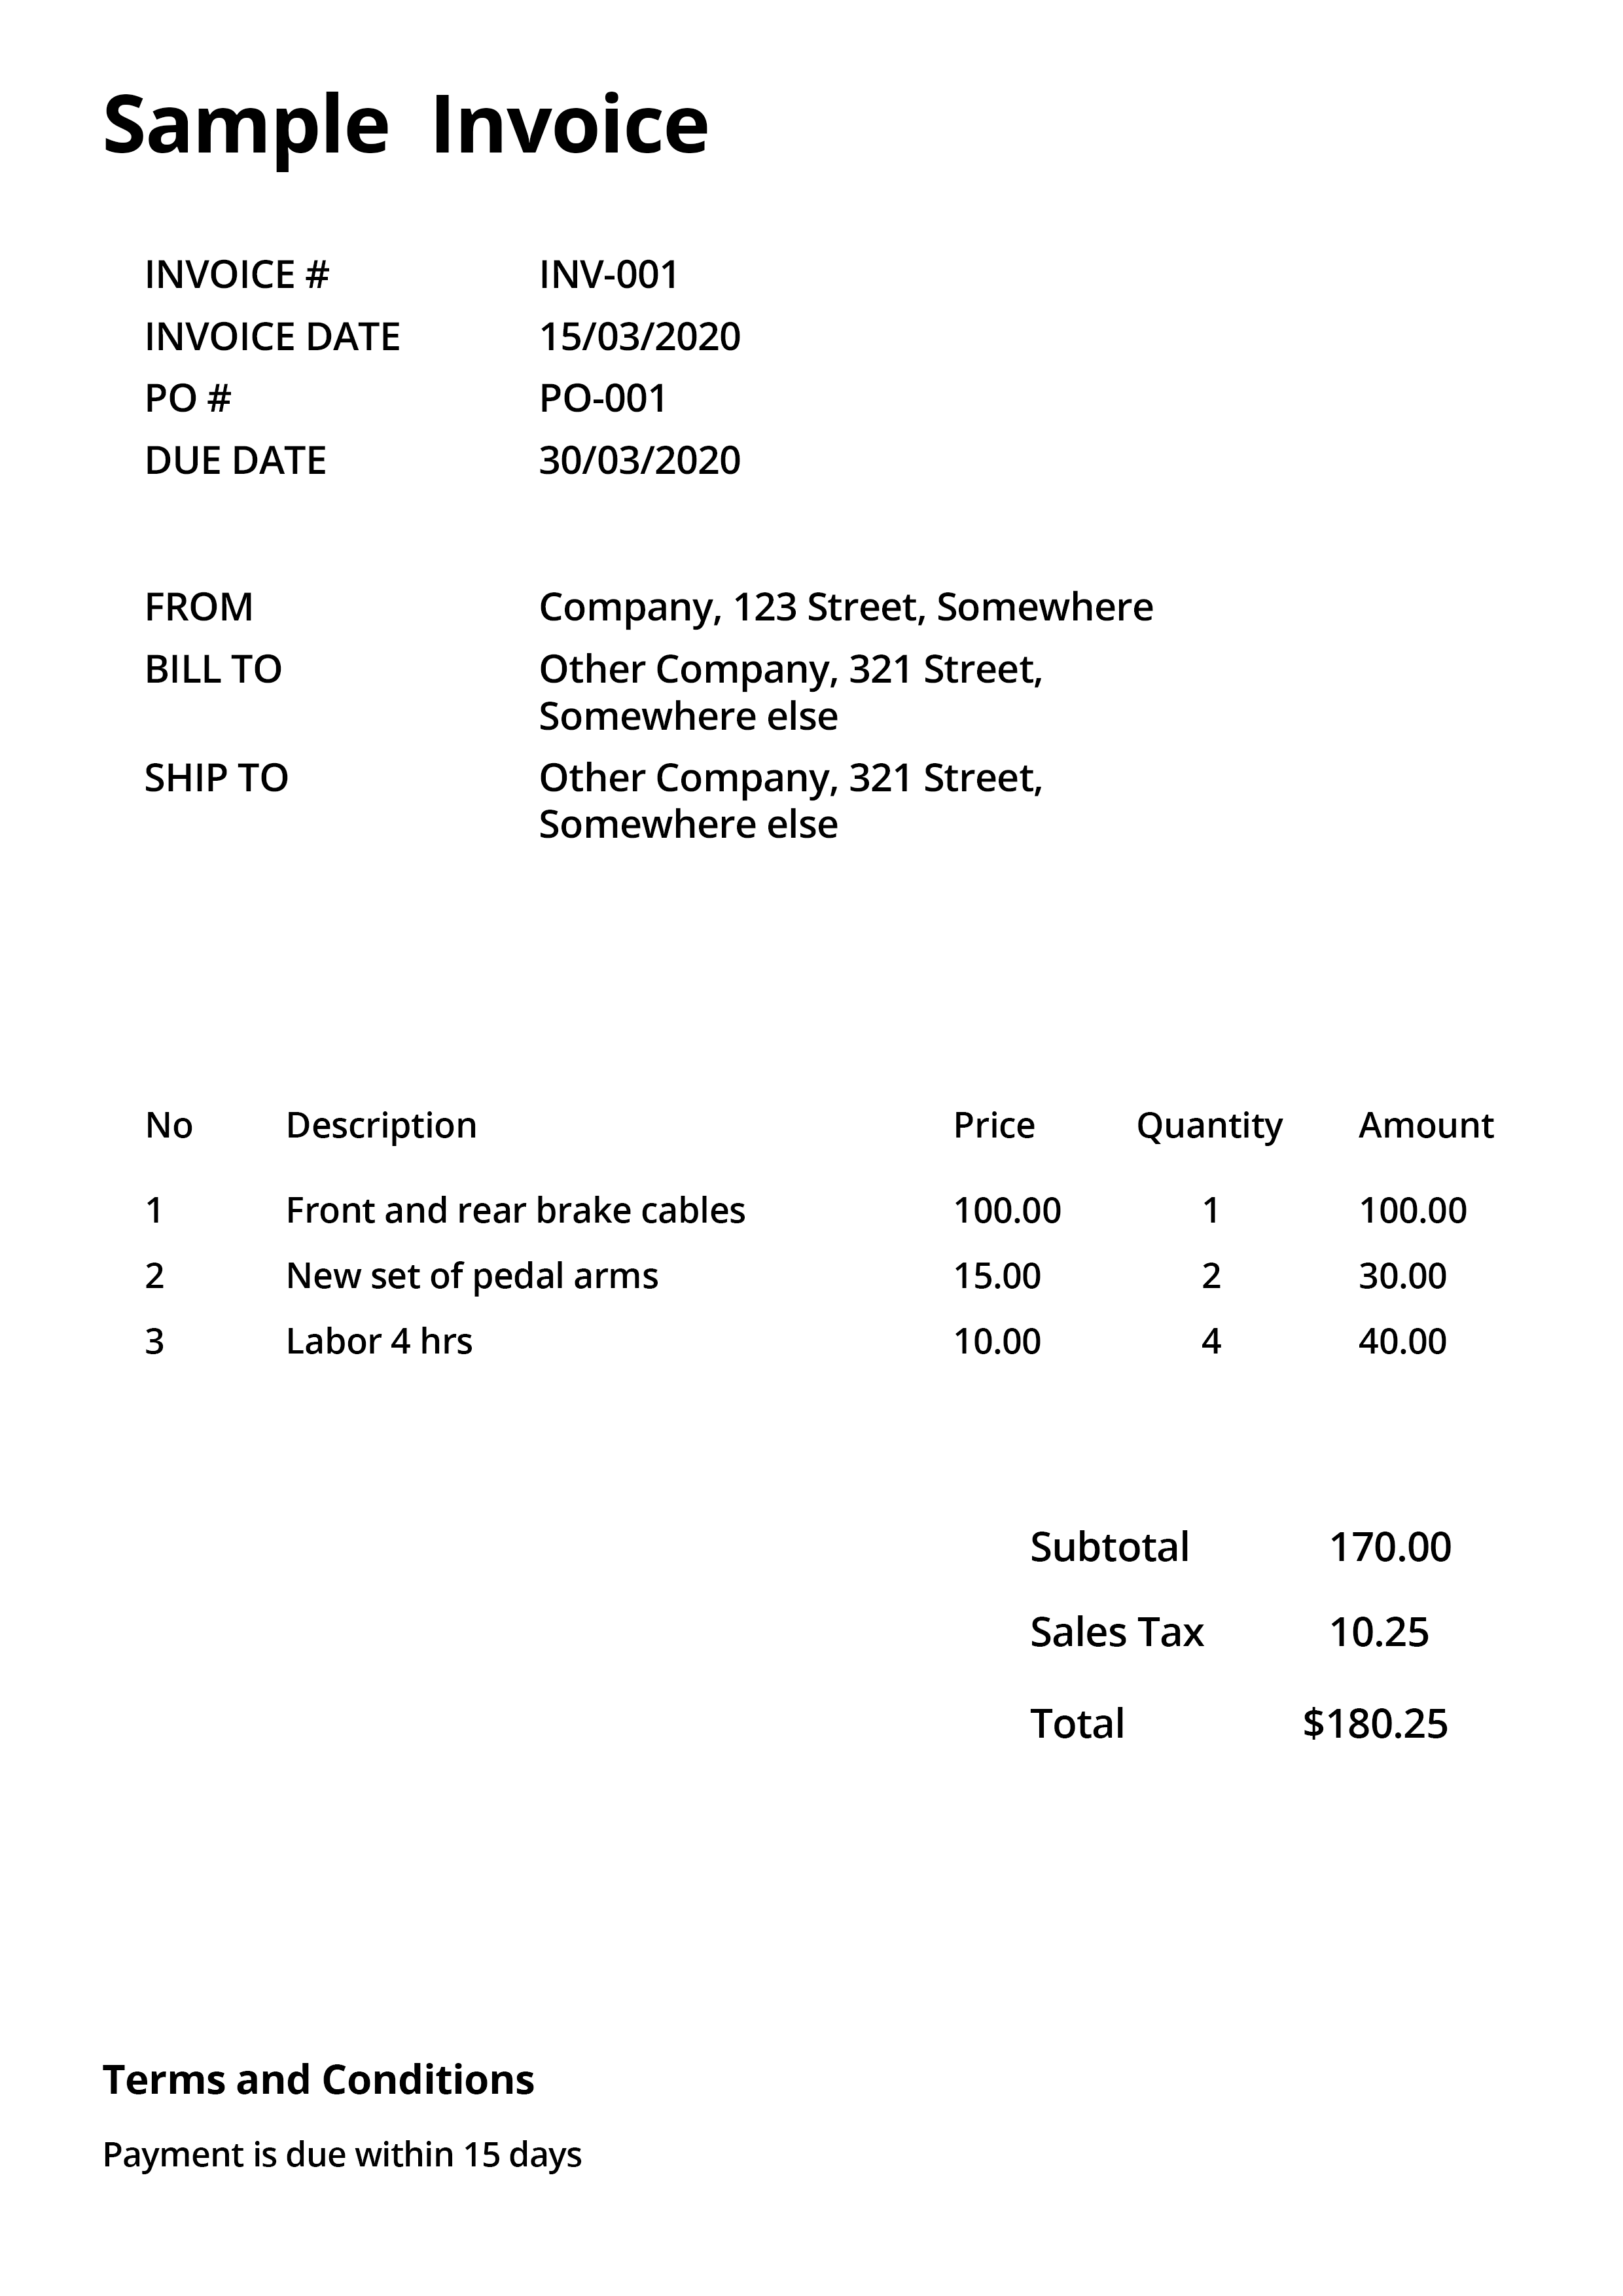 Sample Invoice
INVOICE # INV-001
INVOICE DATE 15/03/2020
PO # PO-001
DUE DATE 30/03/2020
FROM Company, 123 Street, Somewhere
BILL TO Other Company, 321 Street,
Somewhere else
SHIP TO Other Company, 321 Street,
Somewhere else
No Description Price Quantity Amount
1 Front and rear brake cables 100.00 1 100.00
2 New set of pedal arms 15.00 2 30.00
3 Labor 4 hrs 10.00 4 40.00
Subtotal 170.00
Sales Tax 10.25
Total $180.25
Terms and Conditions
Payment is due within 15 days